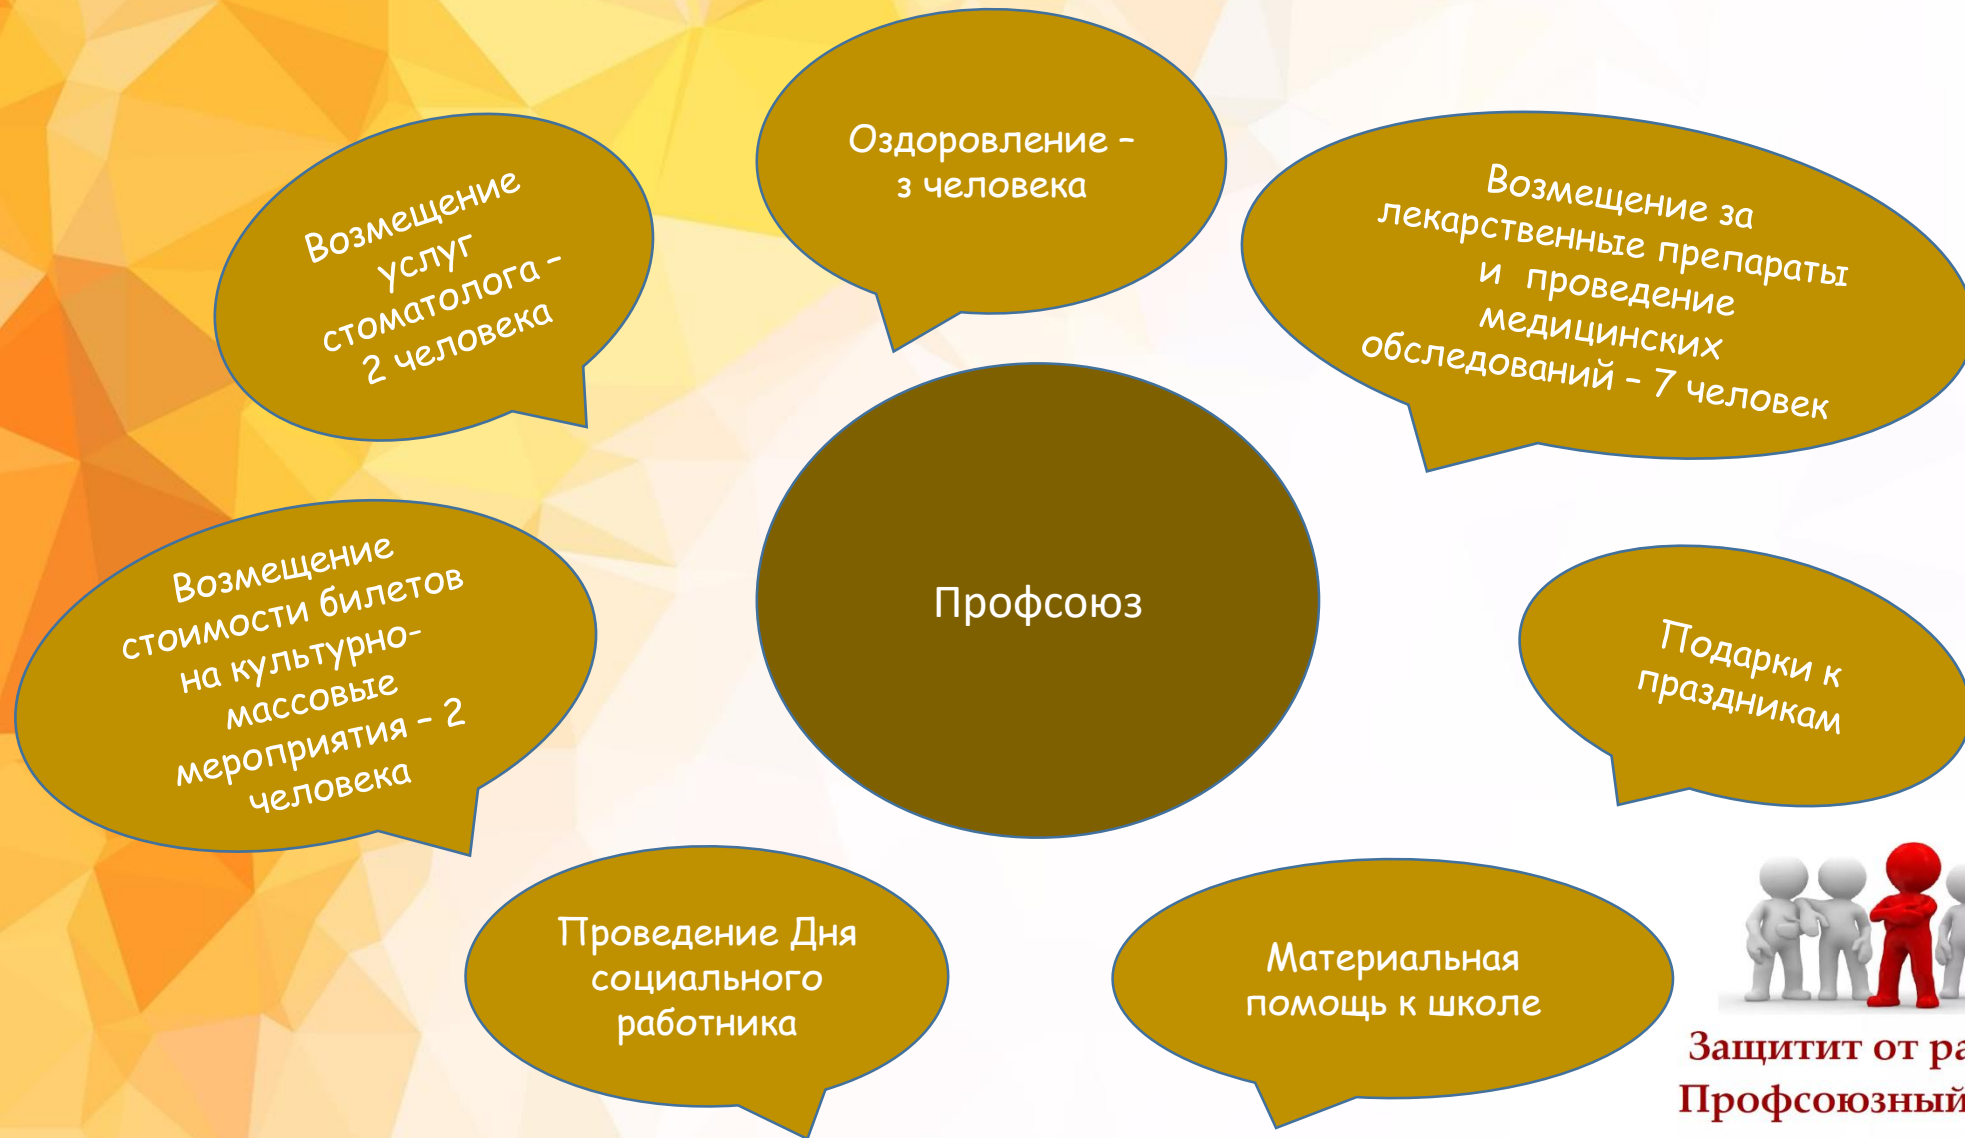 Оздоровление –
з человека
Возмещение
услуг
стоматолога –
2 человека
Возмещение за
лекарственные препараты
и проведение
медицинских
обследований – 7 человек
Профсоюз
Возмещение
стоимости билетов
на культурно-
массовые
мероприятия – 2
человека
Подарки к
праздникам
Проведение Дня
социального
работника
Материальная
помощь к школе
Защитит от
Профсоюзный